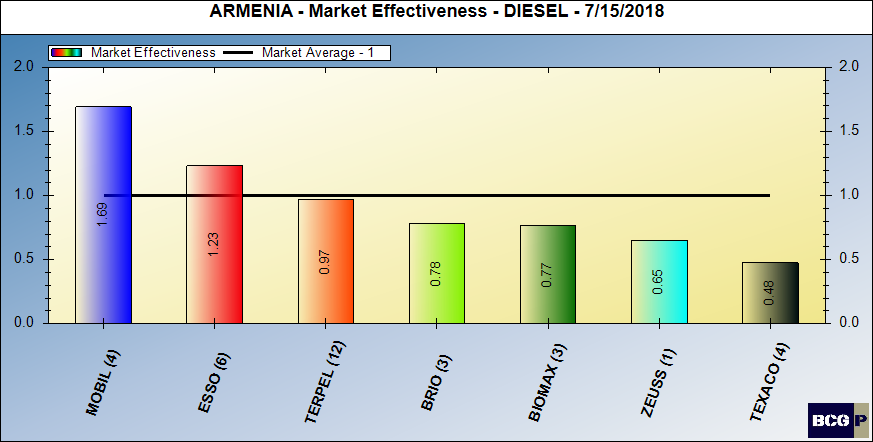 ARMENIA - Market Effectiveness - DIESEL - 7/15/2018
Market Effectiveness Market Average - 1
2.0 2.0
1.5 1.5
1.0 1.0
0.5 0.5
0.0 0.0
1.69 1.23 0.97 0.78 0.77 0.65 0.48
MOBIL (4) ESSO (6) TERPEL (12) BRIO (3) BIOMAX (3) ZEUSS (1) TEXACO (4)
BCG P